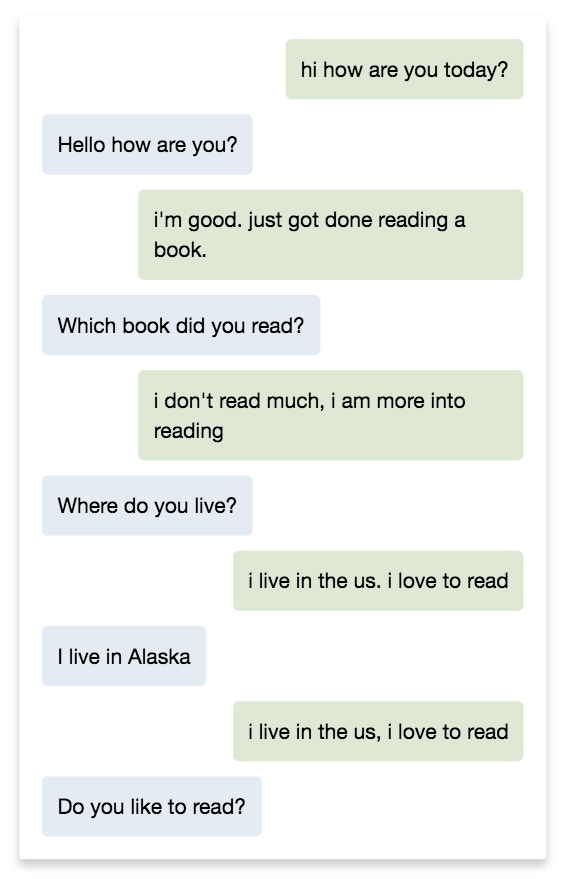 hi how are you today?
Hello how are you?
i'm good. just got done reading a
book.
Which book did you read?
i don't read much, i am more into
reading
Where do you live?
i live in the us. i love to read
I live in Alaska
i live in the us, i love to read
Do you like to read?